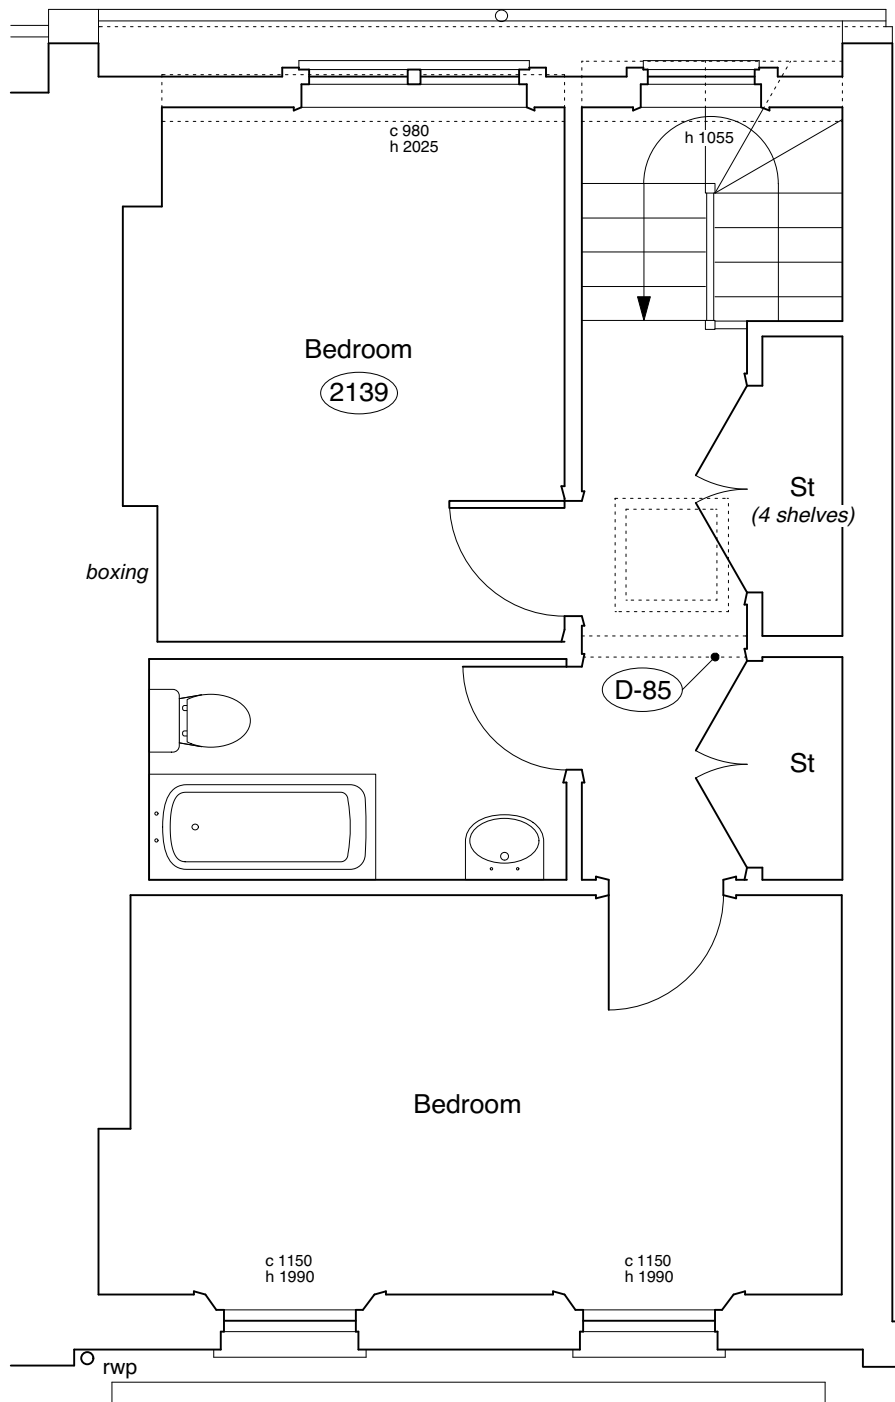 c 980
h 2025
h 1055
Bedroom
2139
St
(4 shelves)
boxing
D-85
St
Bedroom
c 1150
h 1990
c 1150
h 1990
rwp